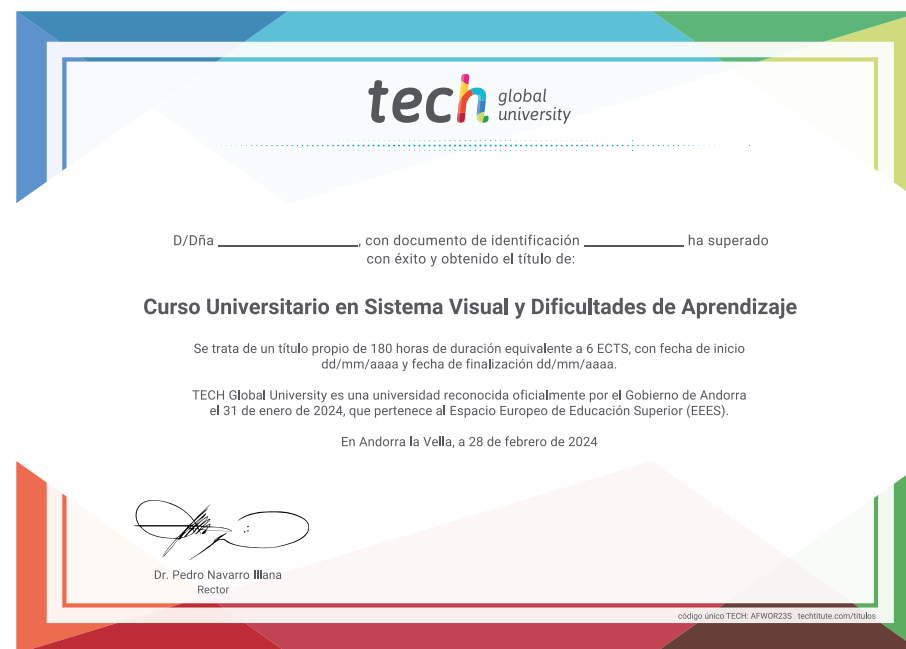 tech global university
D/Dña ____________, con documento de identificación ____________ ha superado
con éxito y obtenido el título de:
Curso Universitario en Sistema Visual y Dificultades de Aprendizaje
Se trata de un título propio de 180 horas de duración equivalente a 6 ECTS, con fecha de inicio
dd/mm/aaaa y fecha de finalización dd/mm/aaaa.
TECH Global University es una universidad reconocida oficialmente por el Gobierno de Andorra
el 31 de enero de 2024, que pertenece al Espacio Europeo de Educación Superior (EEES).
En Andorra la Vella, a 28 de febrero de 2024
Dr. Pedro Navarro Illana
Rector
código único TECH: AFWOR23S techtitute.com/titulos